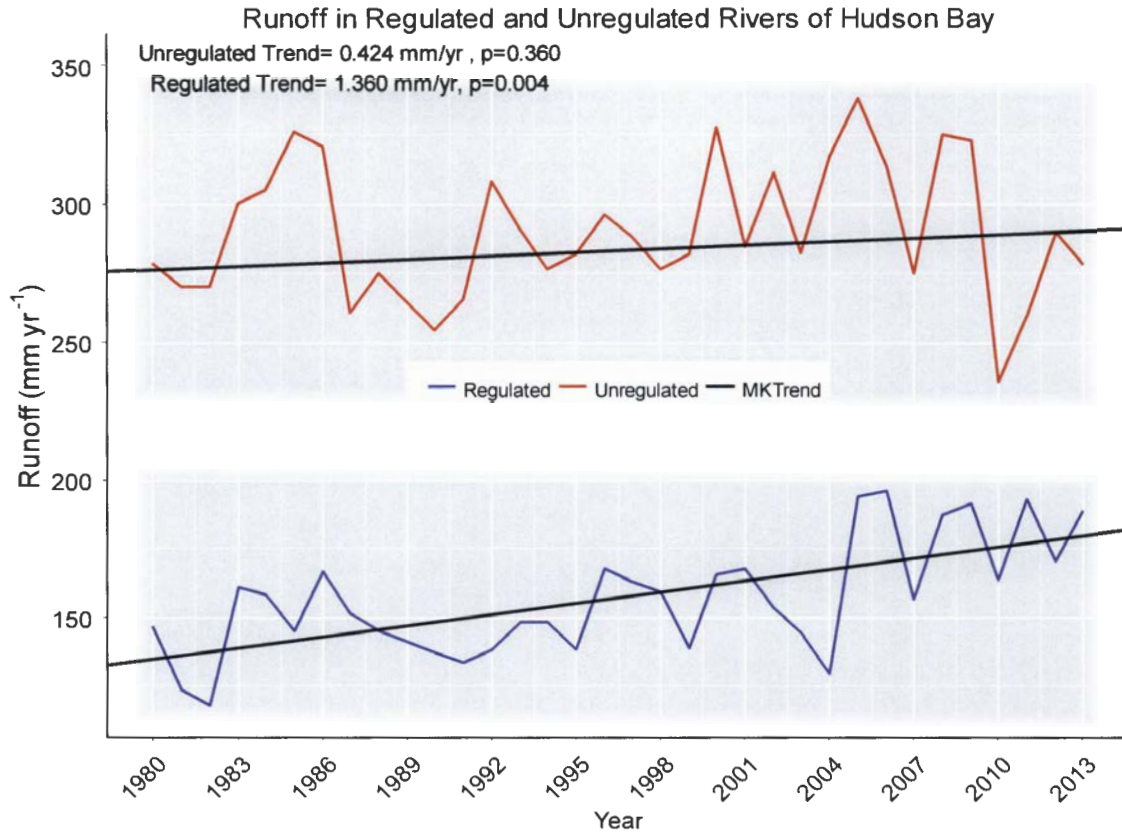 Runoff in Regulated and Unregulated Rivers of Hudson Bay
Unregulated Trend= 0.424 mm/yr , p=0.360
Regulated Trend= 1.360 mm/yr, p=0.004
Runoff (mm yr⁻¹)
350
300
250
200
150
Regulated Unregulated MKTrend
1980 1983 1986 1989 1992 1995 1998 2001 2004 2007 2010 2013
Year